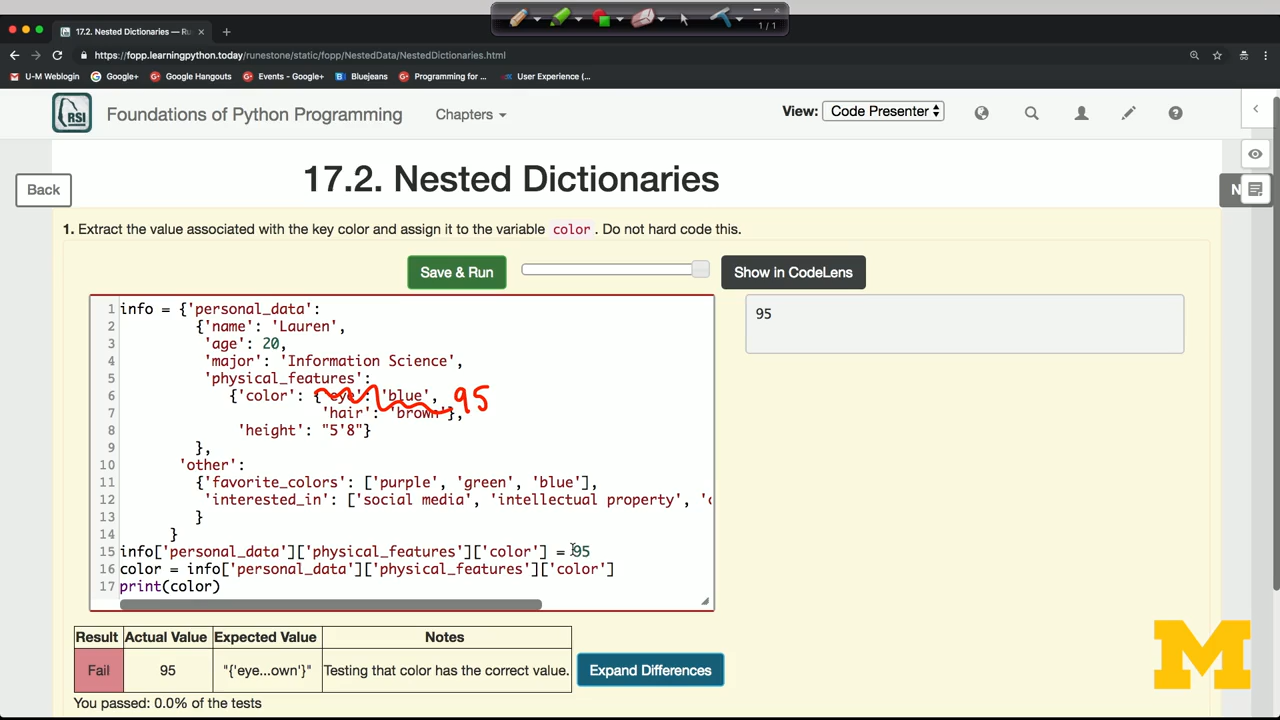 17.2. Nested Dictionaries — Ru
1 / 1
https://fopp.learningpython.today/runestone/static/fopp/NestedData/NestedDictionaries.html
U-M Weblogin Google+ Google Hangouts Events - Google+ Bluejeans Programming for ... User Experience (...
RSI Foundations of Python Programming Chapters View: Code Presenter
17.2. Nested Dictionaries
Back
N
1. Extract the value associated with the key color and assign it to the variable color . Do not hard code this.
Save & Run Show in CodeLens
1 info = {'personal_data':
2 {'name': 'Lauren',
3 'age': 20,
4 'major': 'Information Science',
5 'physical_features':
6 {'color': {'eye': 'blue', 95
7 'hair': 'brown'},
8 'height': "5'8"}
9 },
10 'other':
11 {'favorite_colors': ['purple', 'green', 'blue'],
12 'interested_in': ['social media', 'intellectual property', '
13 }
14 }
15 info['personal_data']['physical_features']['color'] = 95
16 color = info['personal_data']['physical_features']['color']
17 print(color)
95
Result Actual Value Expected Value Notes
Fail 95 "{'eye...own'}" Testing that color has the correct value. Expand Differences
You passed: 0.0% of the tests
M